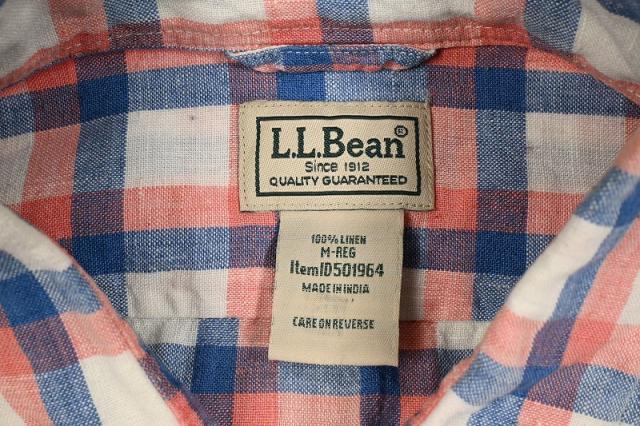 L.L.Bean®
Since 1912
QUALITY GUARANTEED
100% LINEN
M-REG
ItemID501964
MADE IN INDIA
CARE ON REVERSE